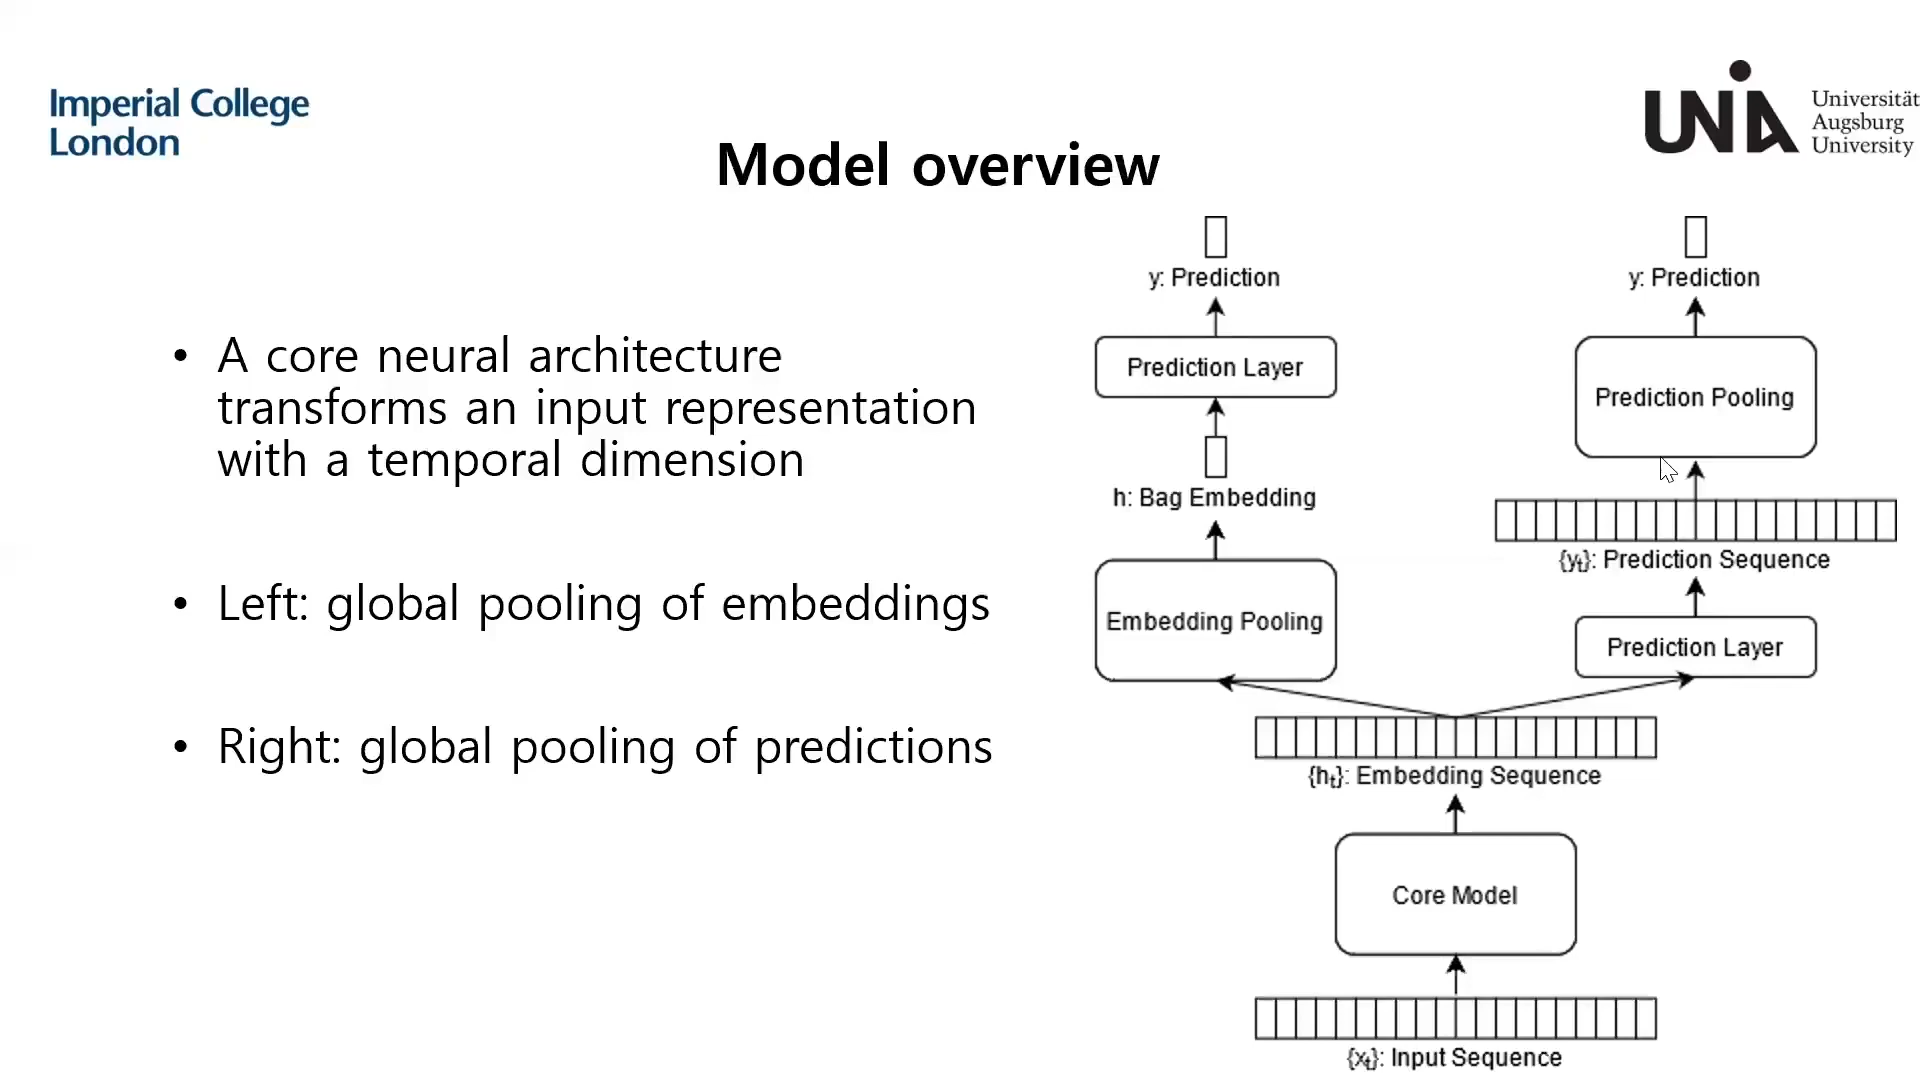 Imperial College
London
Universität
Augsburg
University
UNIA
Model overview
• A core neural architecture
transforms an input representation
with a temporal dimension
• Left: global pooling of embeddings
• Right: global pooling of predictions
y: Prediction
Prediction Layer
h: Bag Embedding
Embedding Pooling
y: Prediction
Prediction Pooling
{yₜ}: Prediction Sequence
Prediction Layer
{hₜ}: Embedding Sequence
Core Model
{xₜ}: Input Sequence